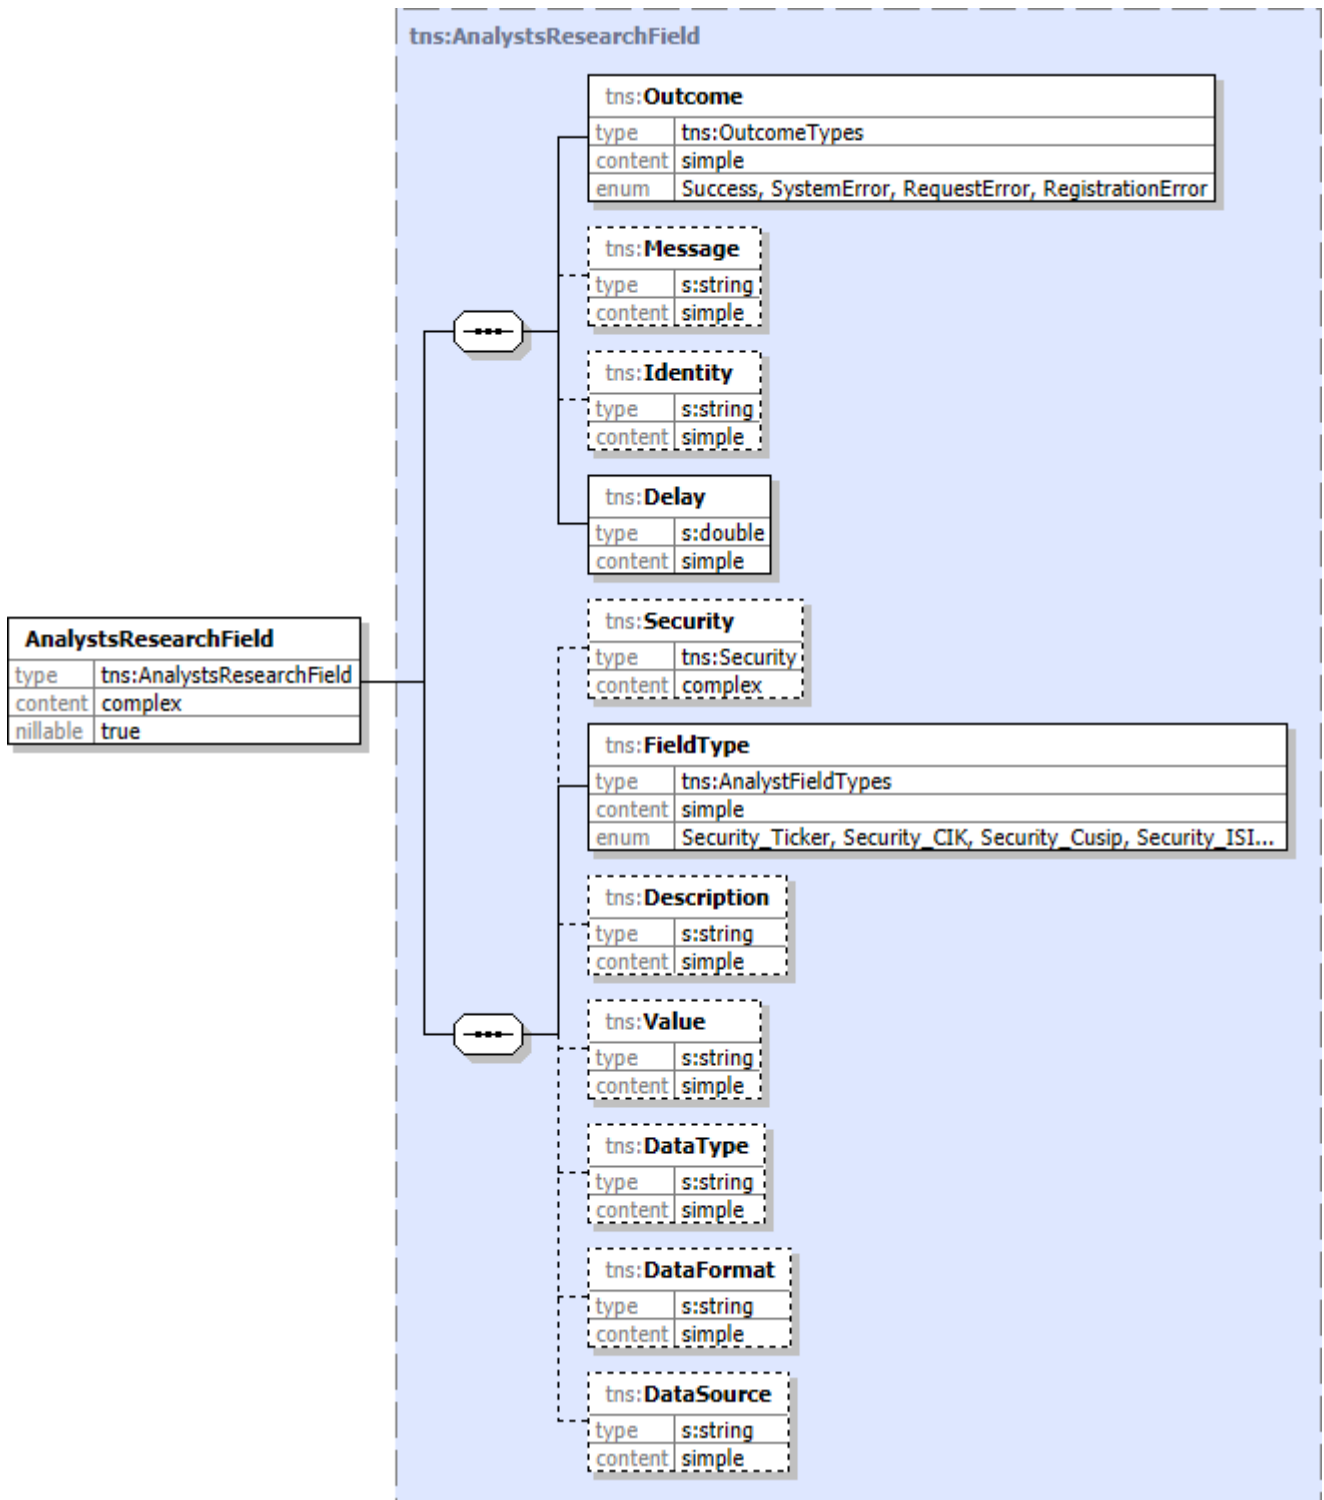 tns:AnalystsResearchField
tns:Outcome
type tns:OutcomeTypes
content simple
enum Success, SystemError, RequestError, RegistrationError
tns:Message
type s:string
content simple
tns:Identity
type s:string
content simple
tns:Delay
type s:double
content simple
AnalystsResearchField
type tns:AnalystsResearchField
content complex
nillable true
tns:Security
type tns:Security
content complex
tns:FieldType
type tns:AnalystFieldTypes
content simple
enum Security_Ticker, Security_CIK, Security_Cusip, Security_ISI...
tns:Description
type s:string
content simple
tns:Value
type s:string
content simple
tns:DataType
type s:string
content simple
tns:DataFormat
type s:string
content simple
tns:DataSource
type s:string
content simple